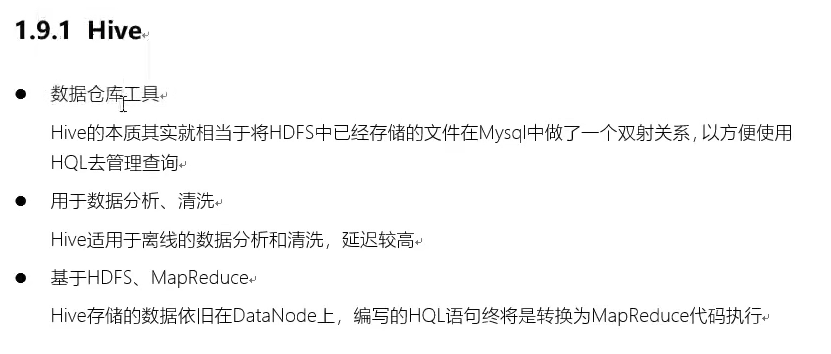 1.9.1 Hive
● 数据仓库工具
Hive的本质其实就相当于将HDFS中已经存储的文件在Mysql中做了一个双射关系，以方便使用
HQL去管理查询
● 用于数据分析、清洗
Hive适用于离线的数据分析和清洗，延迟较高
● 基于HDFS、MapReduce
Hive存储的数据依旧在DataNode上，编写的HQL语句终将是转换为MapReduce代码执行